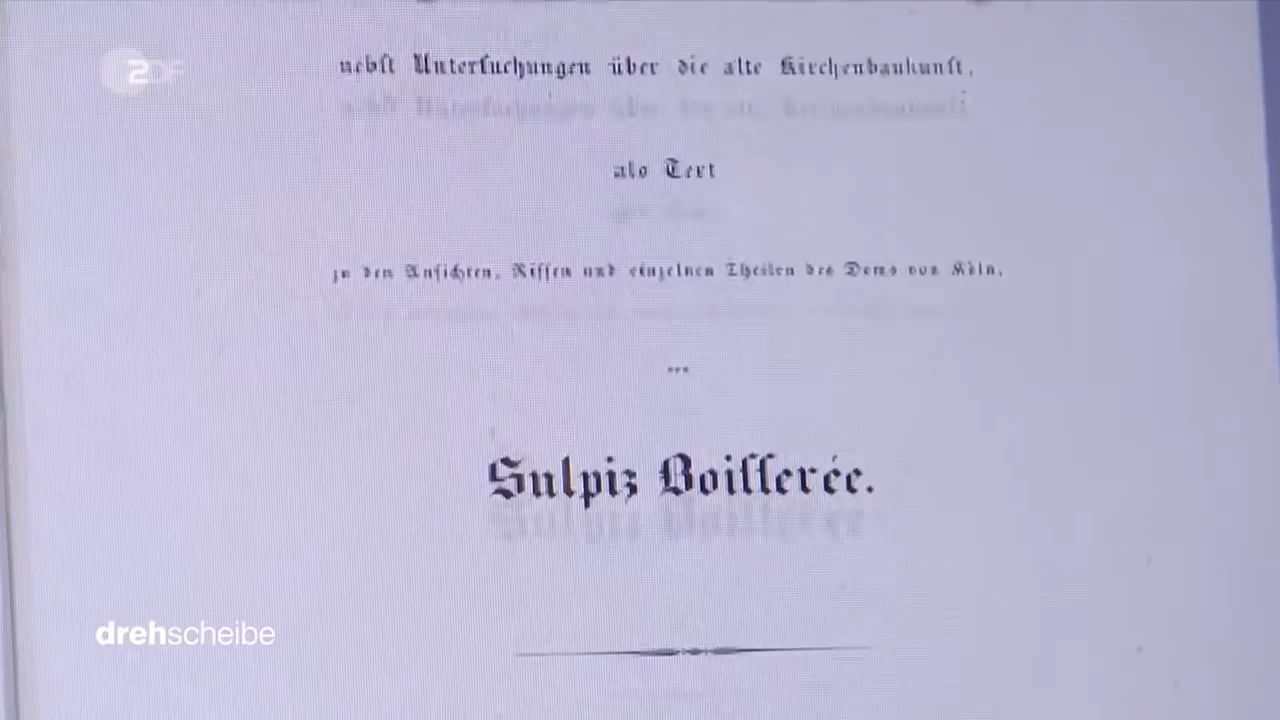 ZDF
nebſt Unterſuchungen über die alte Kirchenbaukunſt,
als Text
zu den Anſichten, Riſſen und einzelnen Theilen des Doms von Köln,
von
Sulpiz Boiſſerée.
drehscheibe